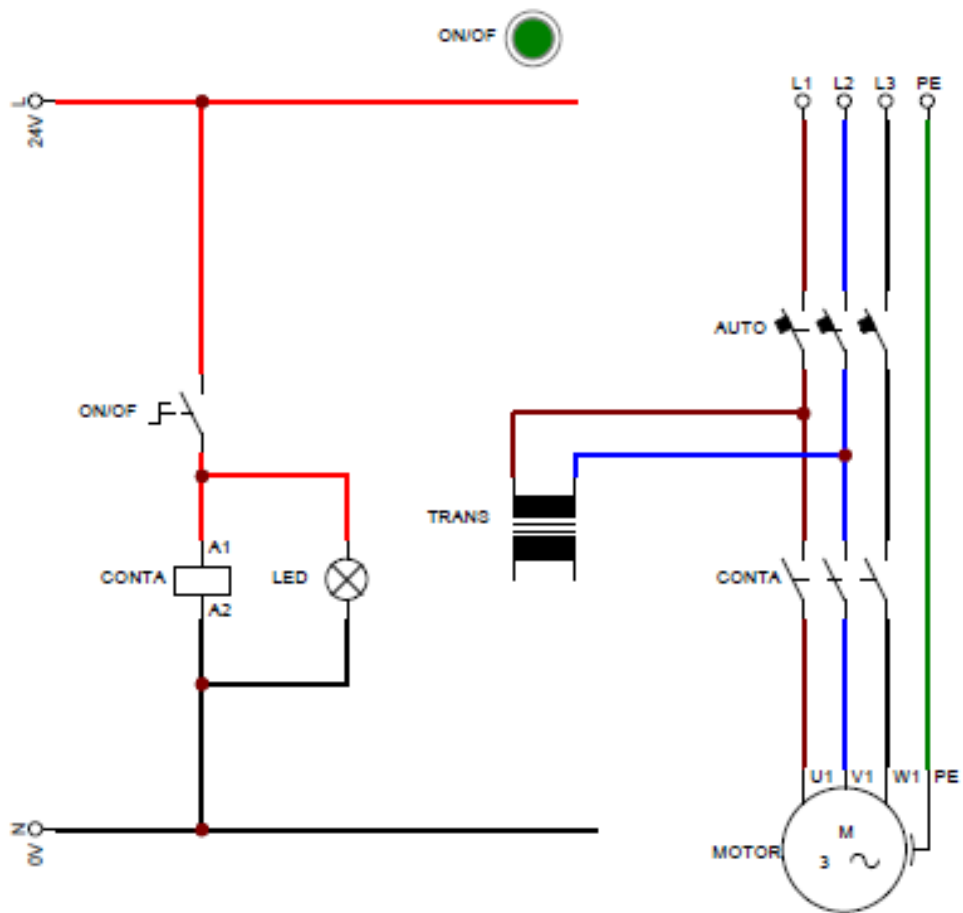 ON/OF
L1 L2 L3 PE
L
24V
AUTO
ON/OF
TRANS
A1
CONTA
LED
CONTA
A2
U1 V1 W1 PE
N
0V
M
MOTOR
3